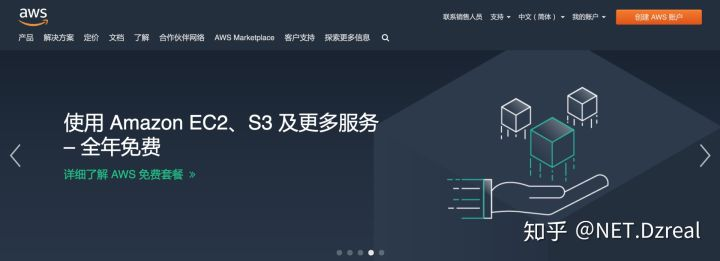 aws
联系销售人员 支持 中文（简体） 我的账户 创建 AWS 账户
产品 解决方案 定价 文档 了解 合作伙伴网络 AWS Marketplace 客户支持 探索更多信息
使用 Amazon EC2、S3 及更多服务
– 全年免费
详细了解 AWS 免费套餐 »
知乎 @NET.Dzreal